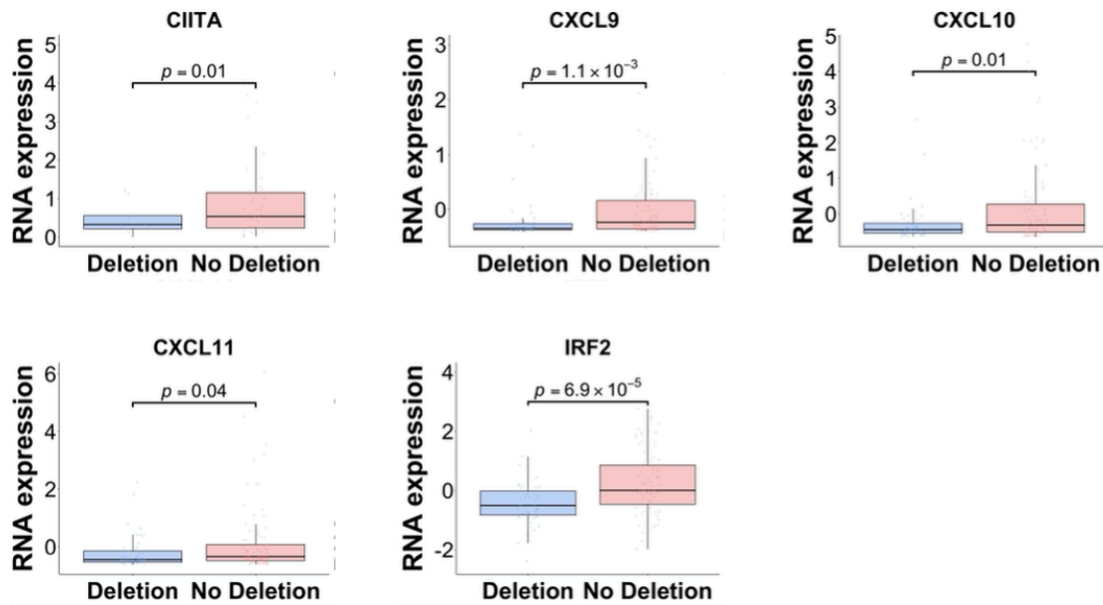 CIITA
RNA expression
5
4
3
2
1
0
p = 0.01
Deletion No Deletion
CXCL9
RNA expression
3
2
1
0
p = 1.1 × 10⁻³
Deletion No Deletion
CXCL10
RNA expression
5
4
3
2
1
0
p = 0.01
Deletion No Deletion
CXCL11
RNA expression
6
4
2
0
p = 0.04
Deletion No Deletion
IRF2
RNA expression
4
2
0
-2
p = 6.9 × 10⁻⁵
Deletion No Deletion